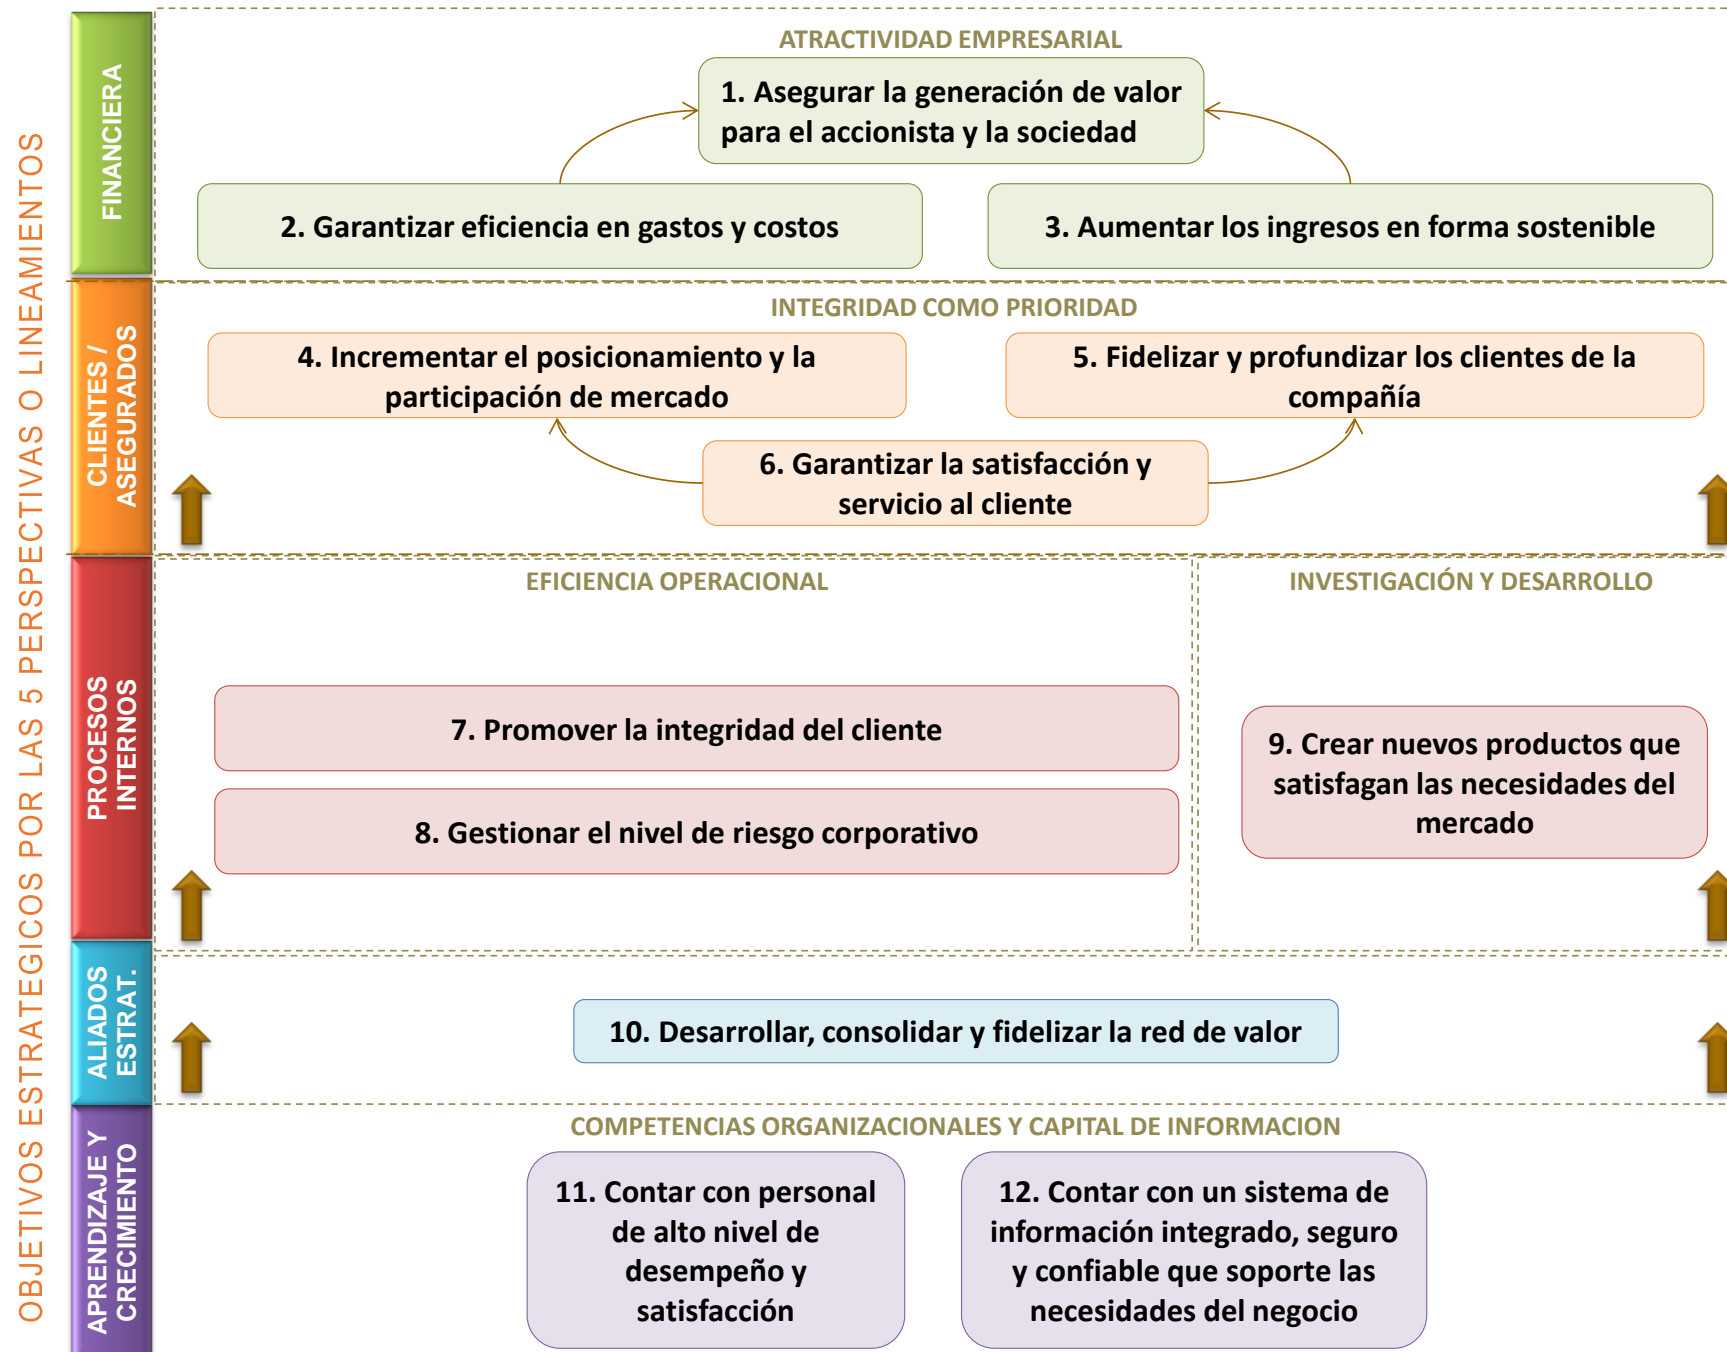 OBJETIVOS ESTRATEGICOS POR LAS 5 PERSPECTIVAS O LINEAMIENTOS
FINANCIERA
ATRACTIVIDAD EMPRESARIAL
1. Asegurar la generación de valor
para el accionista y la sociedad
2. Garantizar eficiencia en gastos y costos
3. Aumentar los ingresos en forma sostenible
CLIENTES /
ASEGURADOS
INTEGRIDAD COMO PRIORIDAD
4. Incrementar el posicionamiento y la
participación de mercado
5. Fidelizar y profundizar los clientes de la
compañía
6. Garantizar la satisfacción y
servicio al cliente
PROCESOS
INTERNOS
EFICIENCIA OPERACIONAL
7. Promover la integridad del cliente
8. Gestionar el nivel de riesgo corporativo
INVESTIGACIÓN Y DESARROLLO
9. Crear nuevos productos que
satisfagan las necesidades del
mercado
ALIADOS
ESTRAT.
10. Desarrollar, consolidar y fidelizar la red de valor
APRENDIZAJE Y
CRECIMIENTO
COMPETENCIAS ORGANIZACIONALES Y CAPITAL DE INFORMACION
11. Contar con personal
de alto nivel de
desempeño y
satisfacción
12. Contar con un sistema de
información integrado, seguro
y confiable que soporte las
necesidades del negocio